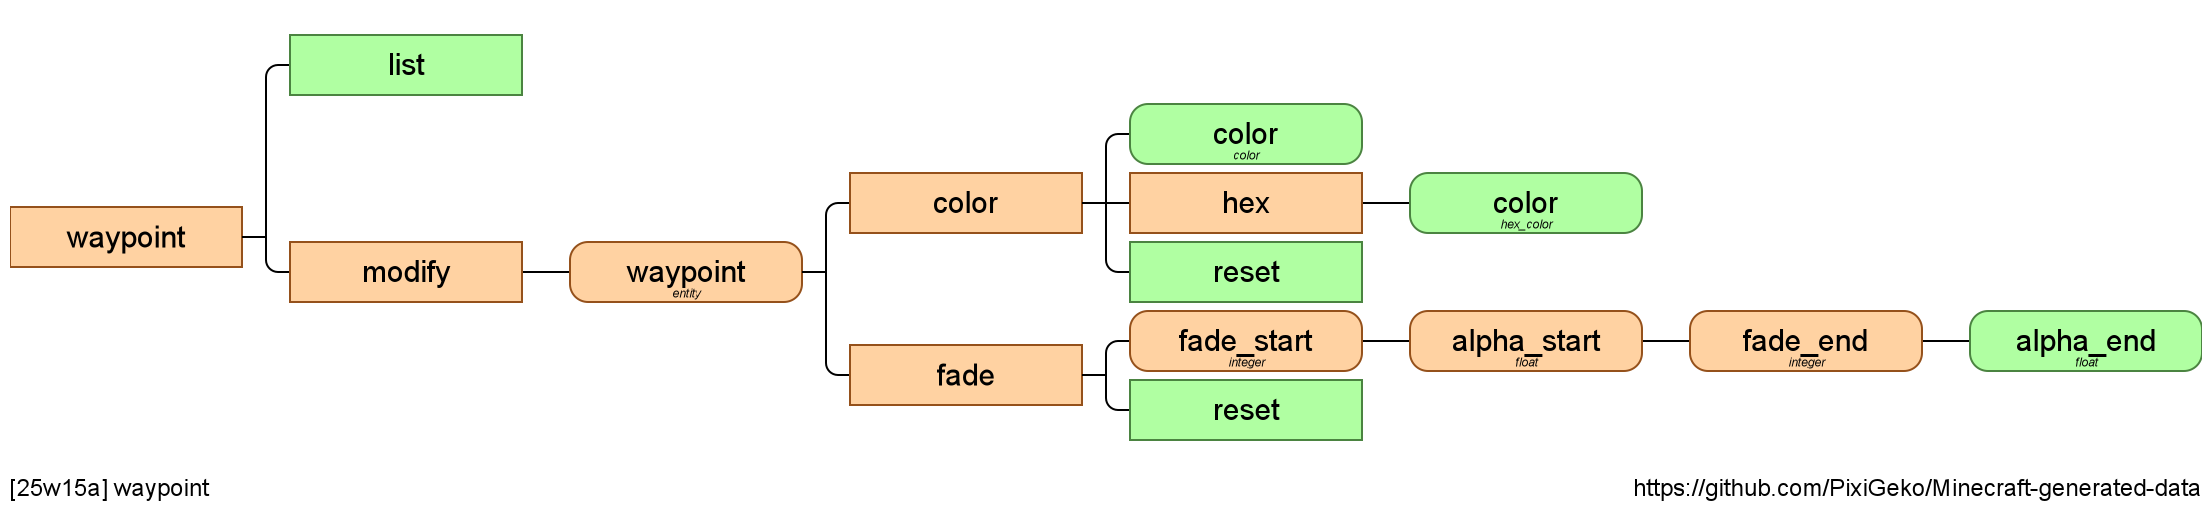 list
color
color
color
hex
color
hex_color
waypoint
modify
waypoint
entity
reset
fade
fade_start
integer
alpha_start
float
fade_end
integer
alpha_end
float
reset
[25w15a] waypoint
https://github.com/PixiGeko/Minecraft-generated-data